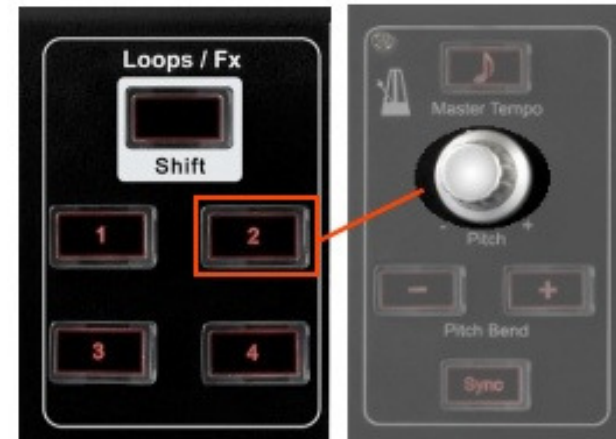 Loops / Fx
Shift
1 2
3 4
Master Tempo
- +
Pitch
- +
Pitch Bend
Sync